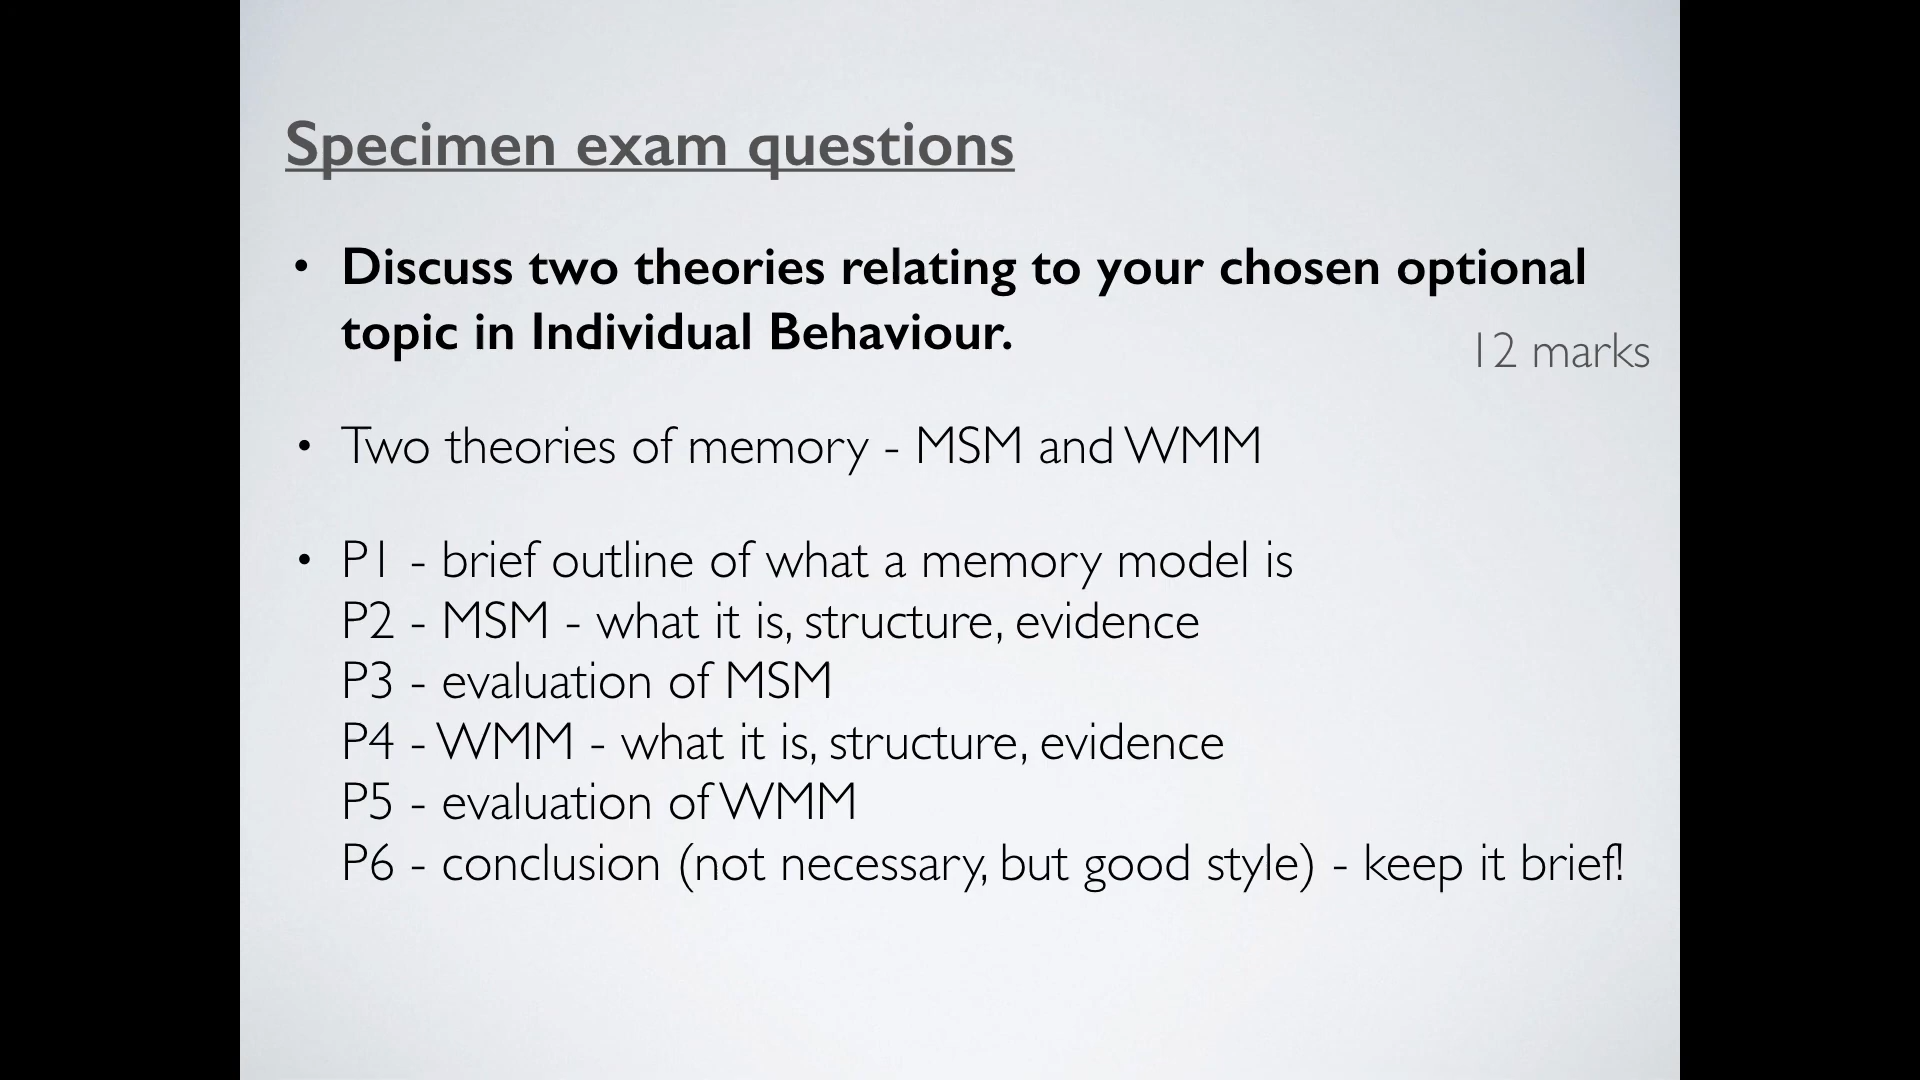 Specimen exam questions
• Discuss two theories relating to your chosen optional
topic in Individual Behaviour.
12 marks
• Two theories of memory - MSM and WMM
• P1 - brief outline of what a memory model is
P2 - MSM - what it is, structure, evidence
P3 - evaluation of MSM
P4 - WMM - what it is, structure, evidence
P5 - evaluation of WMM
P6 - conclusion (not necessary, but good style) - keep it brief!